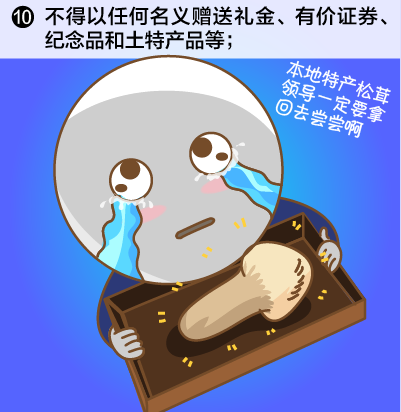 ⑩ 不得以任何名义赠送礼金、有价证券、
纪念品和土特产品等；
本地特产松茸
领导一定要拿
回去尝尝啊